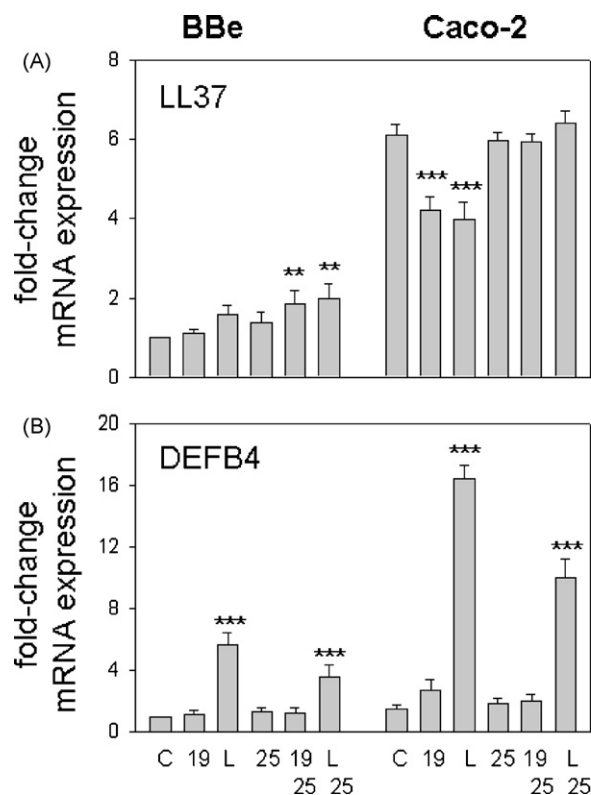 BBe Caco-2
(A)
LL37
fold-change
mRNA expression
8
6
4
2
0
** **
*** ***
(B)
DEFB4
fold-change
mRNA expression
20
16
12
8
4
0
*** ***
*** ***
C 19 L 25 19 L C 19 L 25 19 L
25 25 25 25